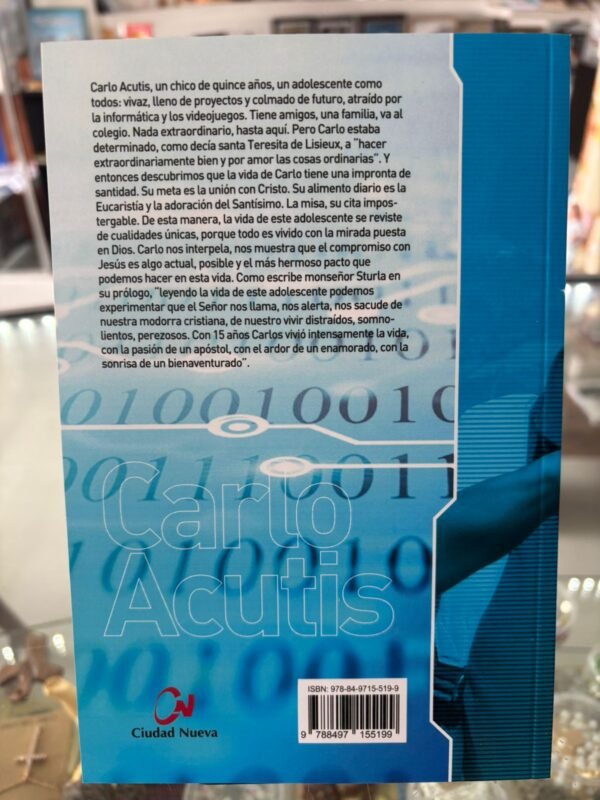 Carlo Acutis, un chico de quince años, un adolescente como
todos: vivaz, lleno de proyectos y colmado de futuro, atraído por
la informática y los videojuegos. Tiene amigos, una familia, va al
colegio. Nada extraordinario, hasta aquí. Pero Carlo estaba
determinado, como decía santa Teresita de Lisieux, a “hacer
extraordinariamente bien y por amor las cosas ordinarias”. Y
entonces descubrimos que la vida de Carlo tiene una impronta de
santidad. Su meta es la unión con Cristo. Su alimento diario es la
Eucaristía y la adoración del Santísimo. La misa, su cita impos-
tergable. De esta manera, la vida de este adolescente se reviste
de cualidades únicas, porque todo es vivido con la mirada puesta
en Dios. Carlo nos interpela, nos muestra que el compromiso con
Jesús es algo actual, posible y el más hermoso pacto que
podemos hacer en esta vida. Como escribe monseñor Sturla en
su prólogo, “leyendo la vida de este adolescente podemos
experimentar que el Señor nos llama, nos alerta, nos sacude de
nuestra modorra cristiana, de nuestro vivir distraídos, somno-
lientos, perezosos. Con 15 años Carlos vivió intensamente la vida,
con la pasión de un apóstol, con el ardor de un enamorado, con la
sonrisa de un bienaventurado”.
010010010010
Carlo
Acutis
CN
Ciudad Nueva
ISBN: 978-84-9715-519-9
9 788497 155199